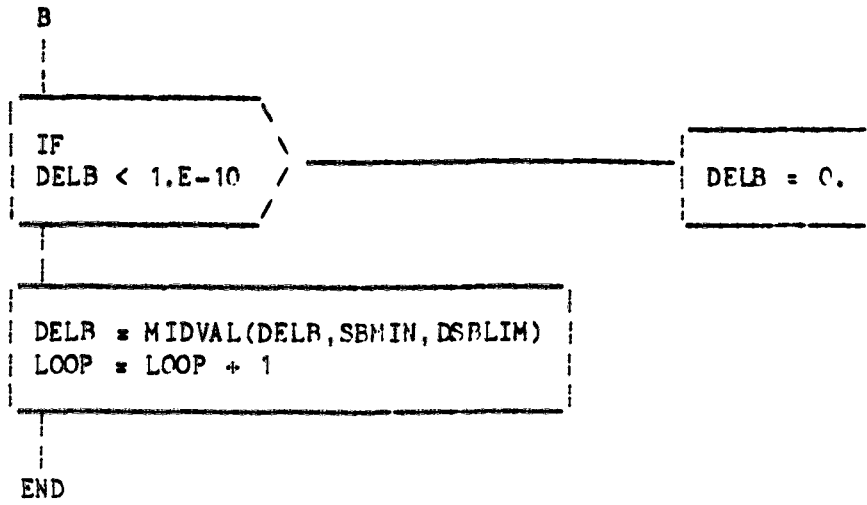 B
IF
DELB < 1.E-10
DELB = 0.
DELB = MIDVAL(DELB,SBMIN,DSBLIM)
LOOP = LOOP + 1
END